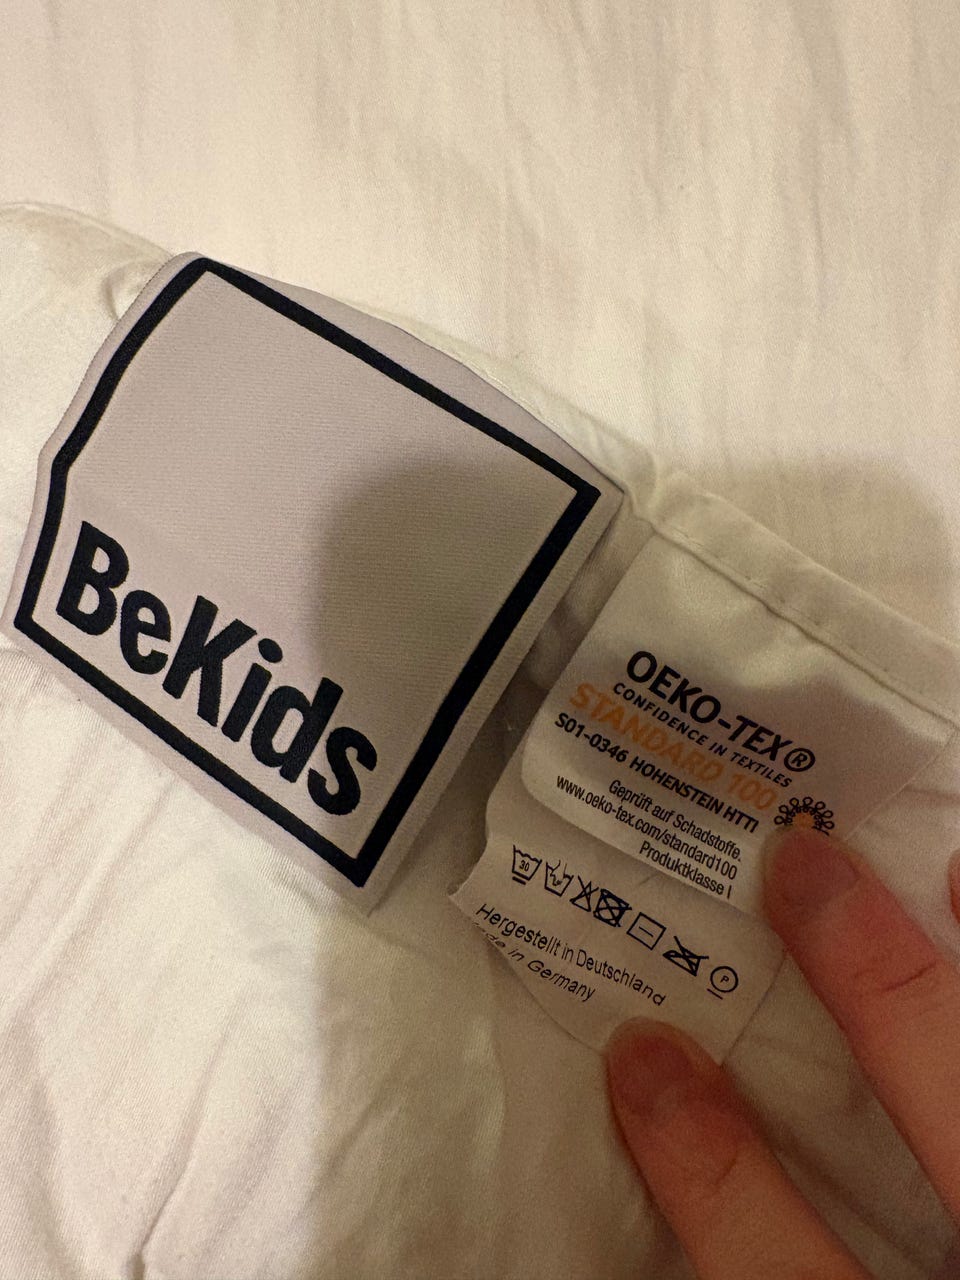 BeKids
OEKO-TEX®
CONFIDENCE IN TEXTILES
STANDARD 100
S01-0346 HOHENSTEIN HTTI
Geprüft auf Schadstoffe.
www.oeko-tex.com/standard100
Produktklasse I
30
P
Hergestellt in Deutschland
in Germany